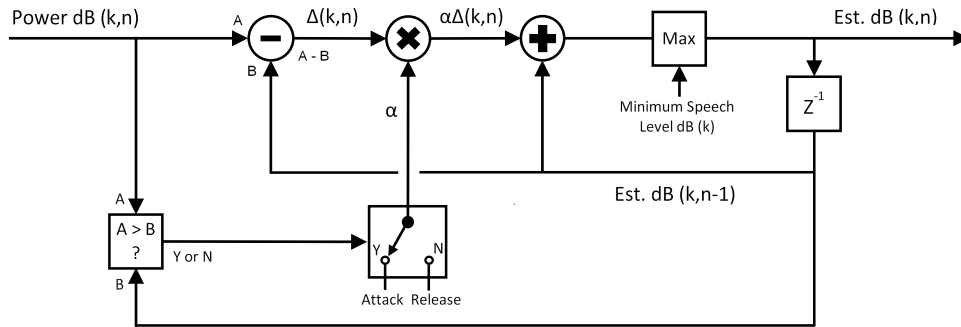 Power dB (k,n)
A
Δ(k,n)
αΔ(k,n)
Est. dB (k,n)
B
A - B
Max
α
Minimum Speech
Level dB (k)
Z-1
Est. dB (k,n-1)
A
A > B
?
Y or N
Y
N
B
Attack
Release